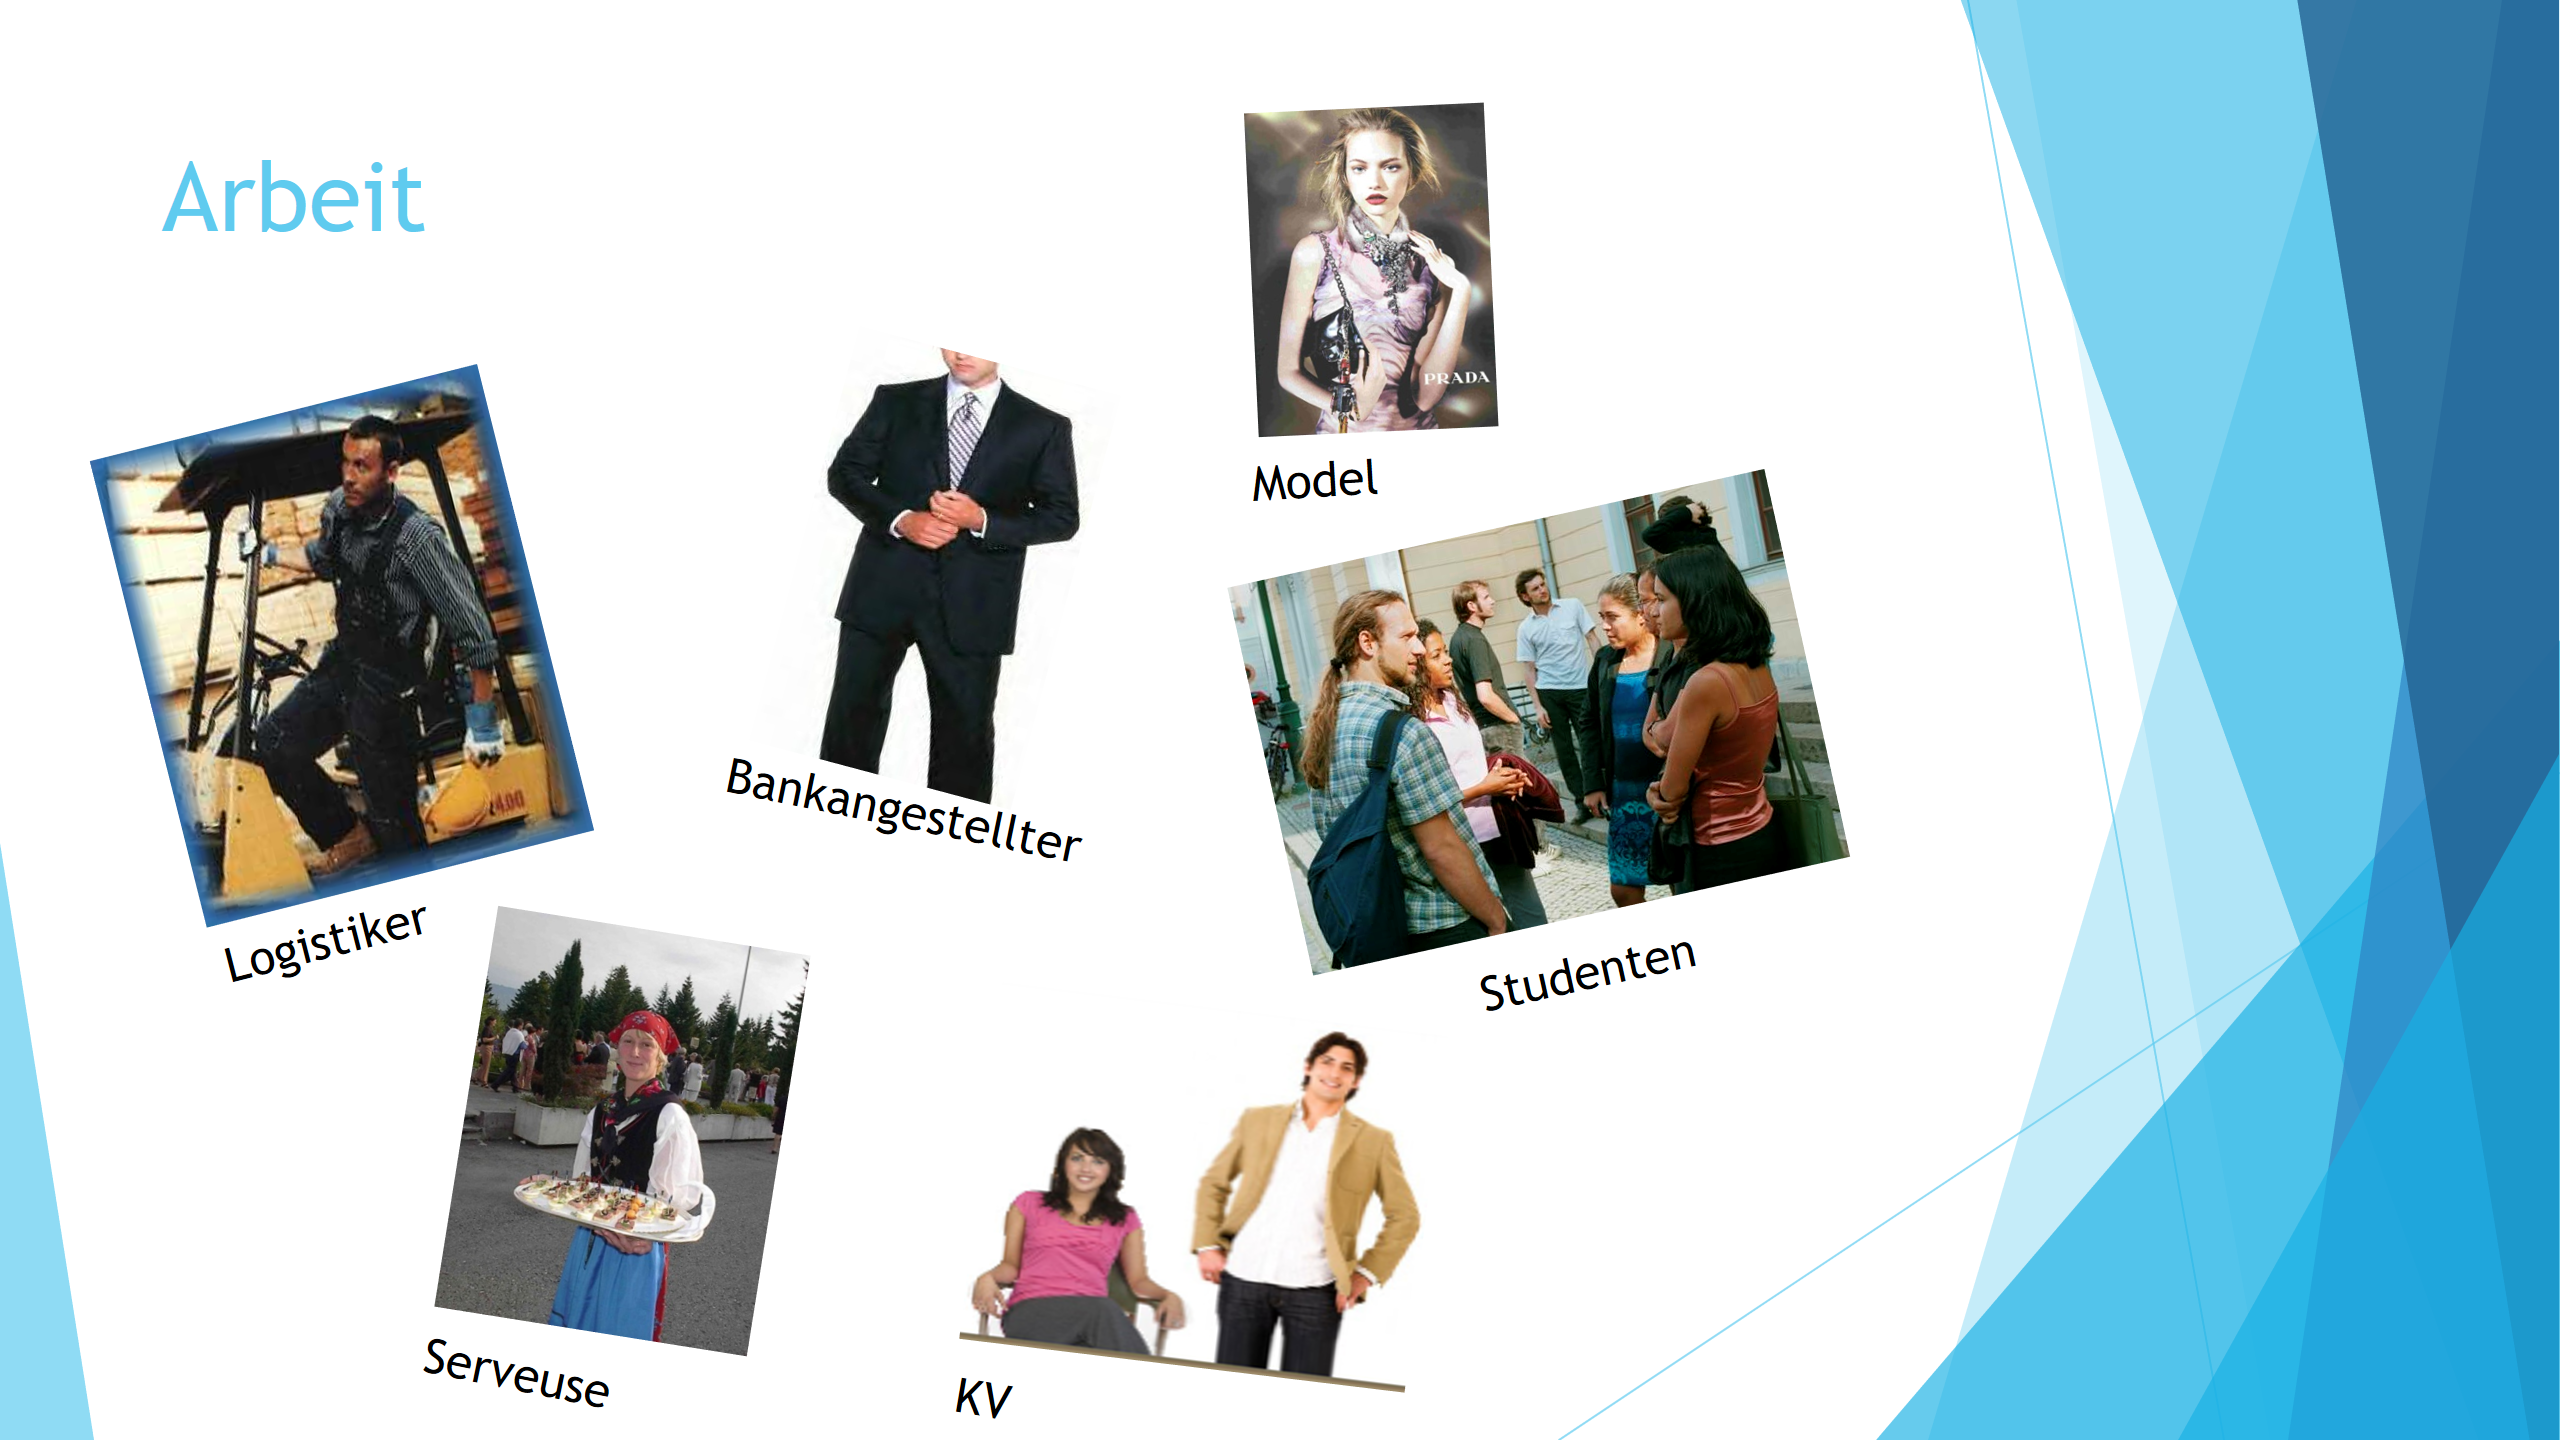 Arbeit
PRADA
Model
Bankangestellter
Logistiker
Studenten
Serveuse
KV